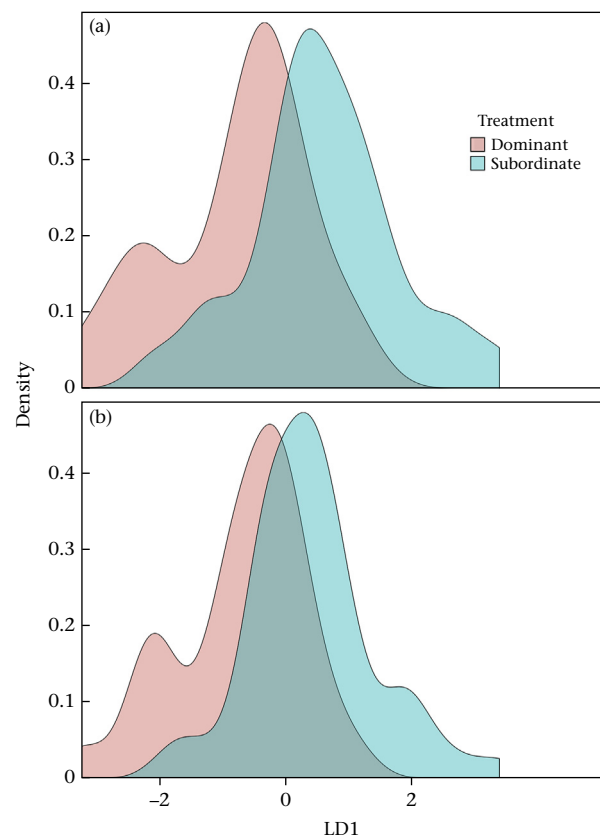 (a)
0.4
0.3
0.2
0.1
0
Treatment
Dominant
Subordinate
Density
(b)
0.4
0.3
0.2
0.1
0
–2 0 2
LD1